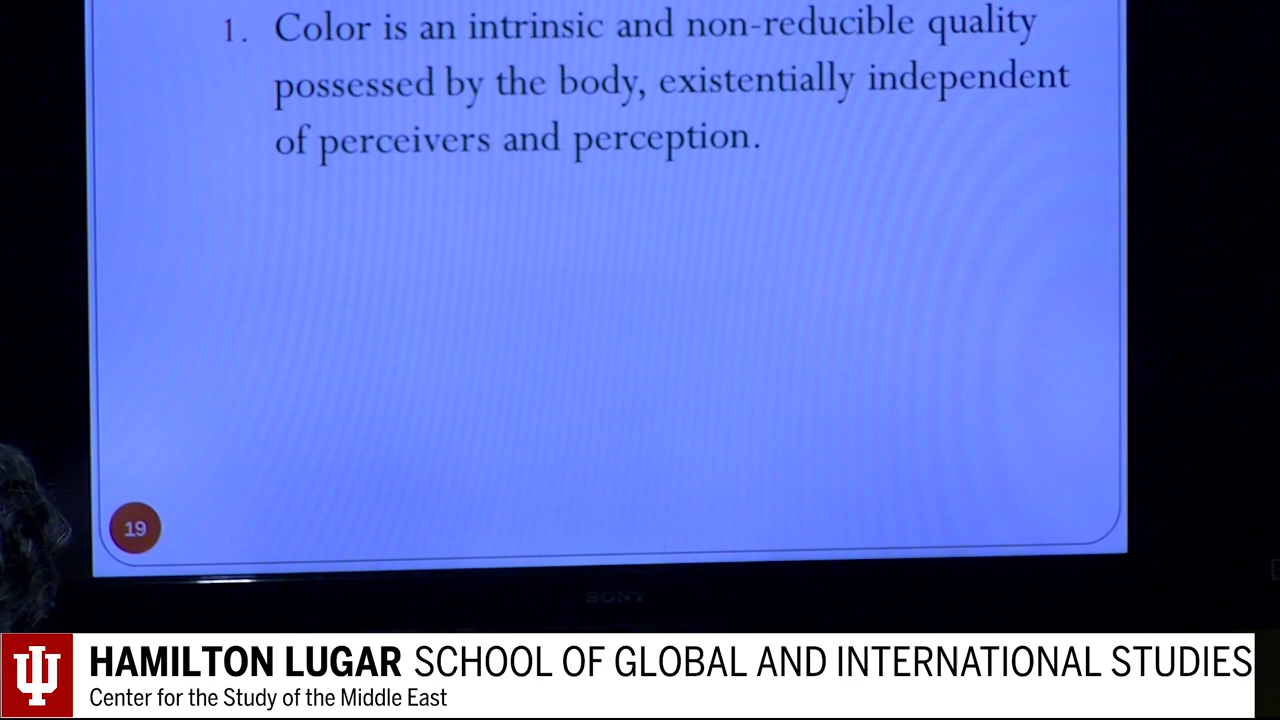 1. Color is an intrinsic and non-reducible quality
possessed by the body, existentially independent
of perceivers and perception.
19
SONY
HAMILTON LUGAR SCHOOL OF GLOBAL AND INTERNATIONAL STUDIES
Center for the Study of the Middle East